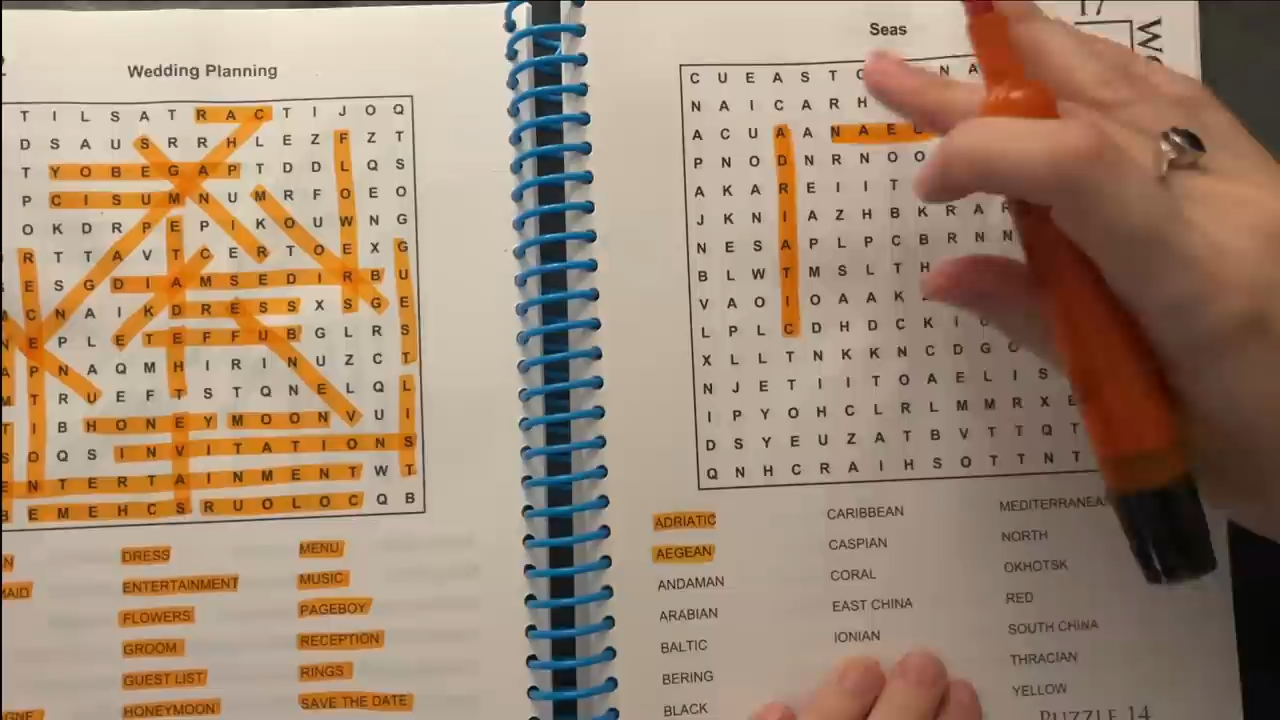 Wedding Planning
T I L S A T R A C T I J O Q
D S A U S R R H L E Z F Z T
T Y O B E G A P T D D L Q S
P C I S U M N U M R F O E O
O K D R P E P I K O U W N G
R T T A V T C E R T O E X G
E S G D I A M S E D I R B U
C N A I K D R E S S X S G E
N E P L E T E F F U B G L R S
A P N A Q M H I R I N U Z C T
M T R U E F T S T Q N E L Q L
T I B H O N E Y M O O N V U I
S O Q S I N V I T A T I O N S
E N T E R T A I N M E N T W T
B E M E H C S R U O L O C Q B
DRESS
ENTERTAINMENT
FLOWERS
GROOM
GUEST LIST
HONEYMOON
MENU
MUSIC
PAGEBOY
RECEPTION
RINGS
SAVE THE DATE
17
Seas
C U E A S T C N A
N A I C A R H
A C U A A N A E
P N O D N R N O O
A K A R E I I T
J K N I A Z H B K R A R
N E S A P L P C B R N N
B L W T M S L T H
V A O I O A A K
L P L C D H D C K I
X L L T N K K N C D G
N J E T I I T O A E L I S
I P Y O H C L R L M M R X E
D S Y E U Z A T B V T T Q T
Q N H C R A I H S O T T N T
ADRIATIC
AEGEAN
ANDAMAN
ARABIAN
BALTIC
BERING
BLACK
CARIBBEAN
CASPIAN
CORAL
EAST CHINA
IONIAN
NORTH
OKHOTSK
RED
SOUTH CHINA
THRACIAN
YELLOW
PUZZLE 14